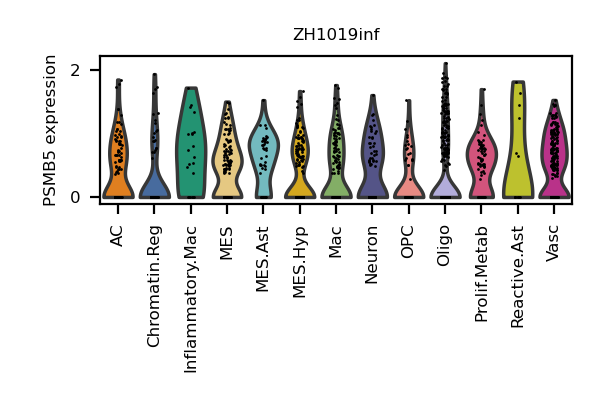 ZH1019inf
PSMB5 expression
2
0
AC
Chromatin.Reg
Inflammatory.Mac
MES
MES.Ast
MES.Hyp
Mac
Neuron
OPC
Oligo
Prolif.Metab
Reactive.Ast
Vasc